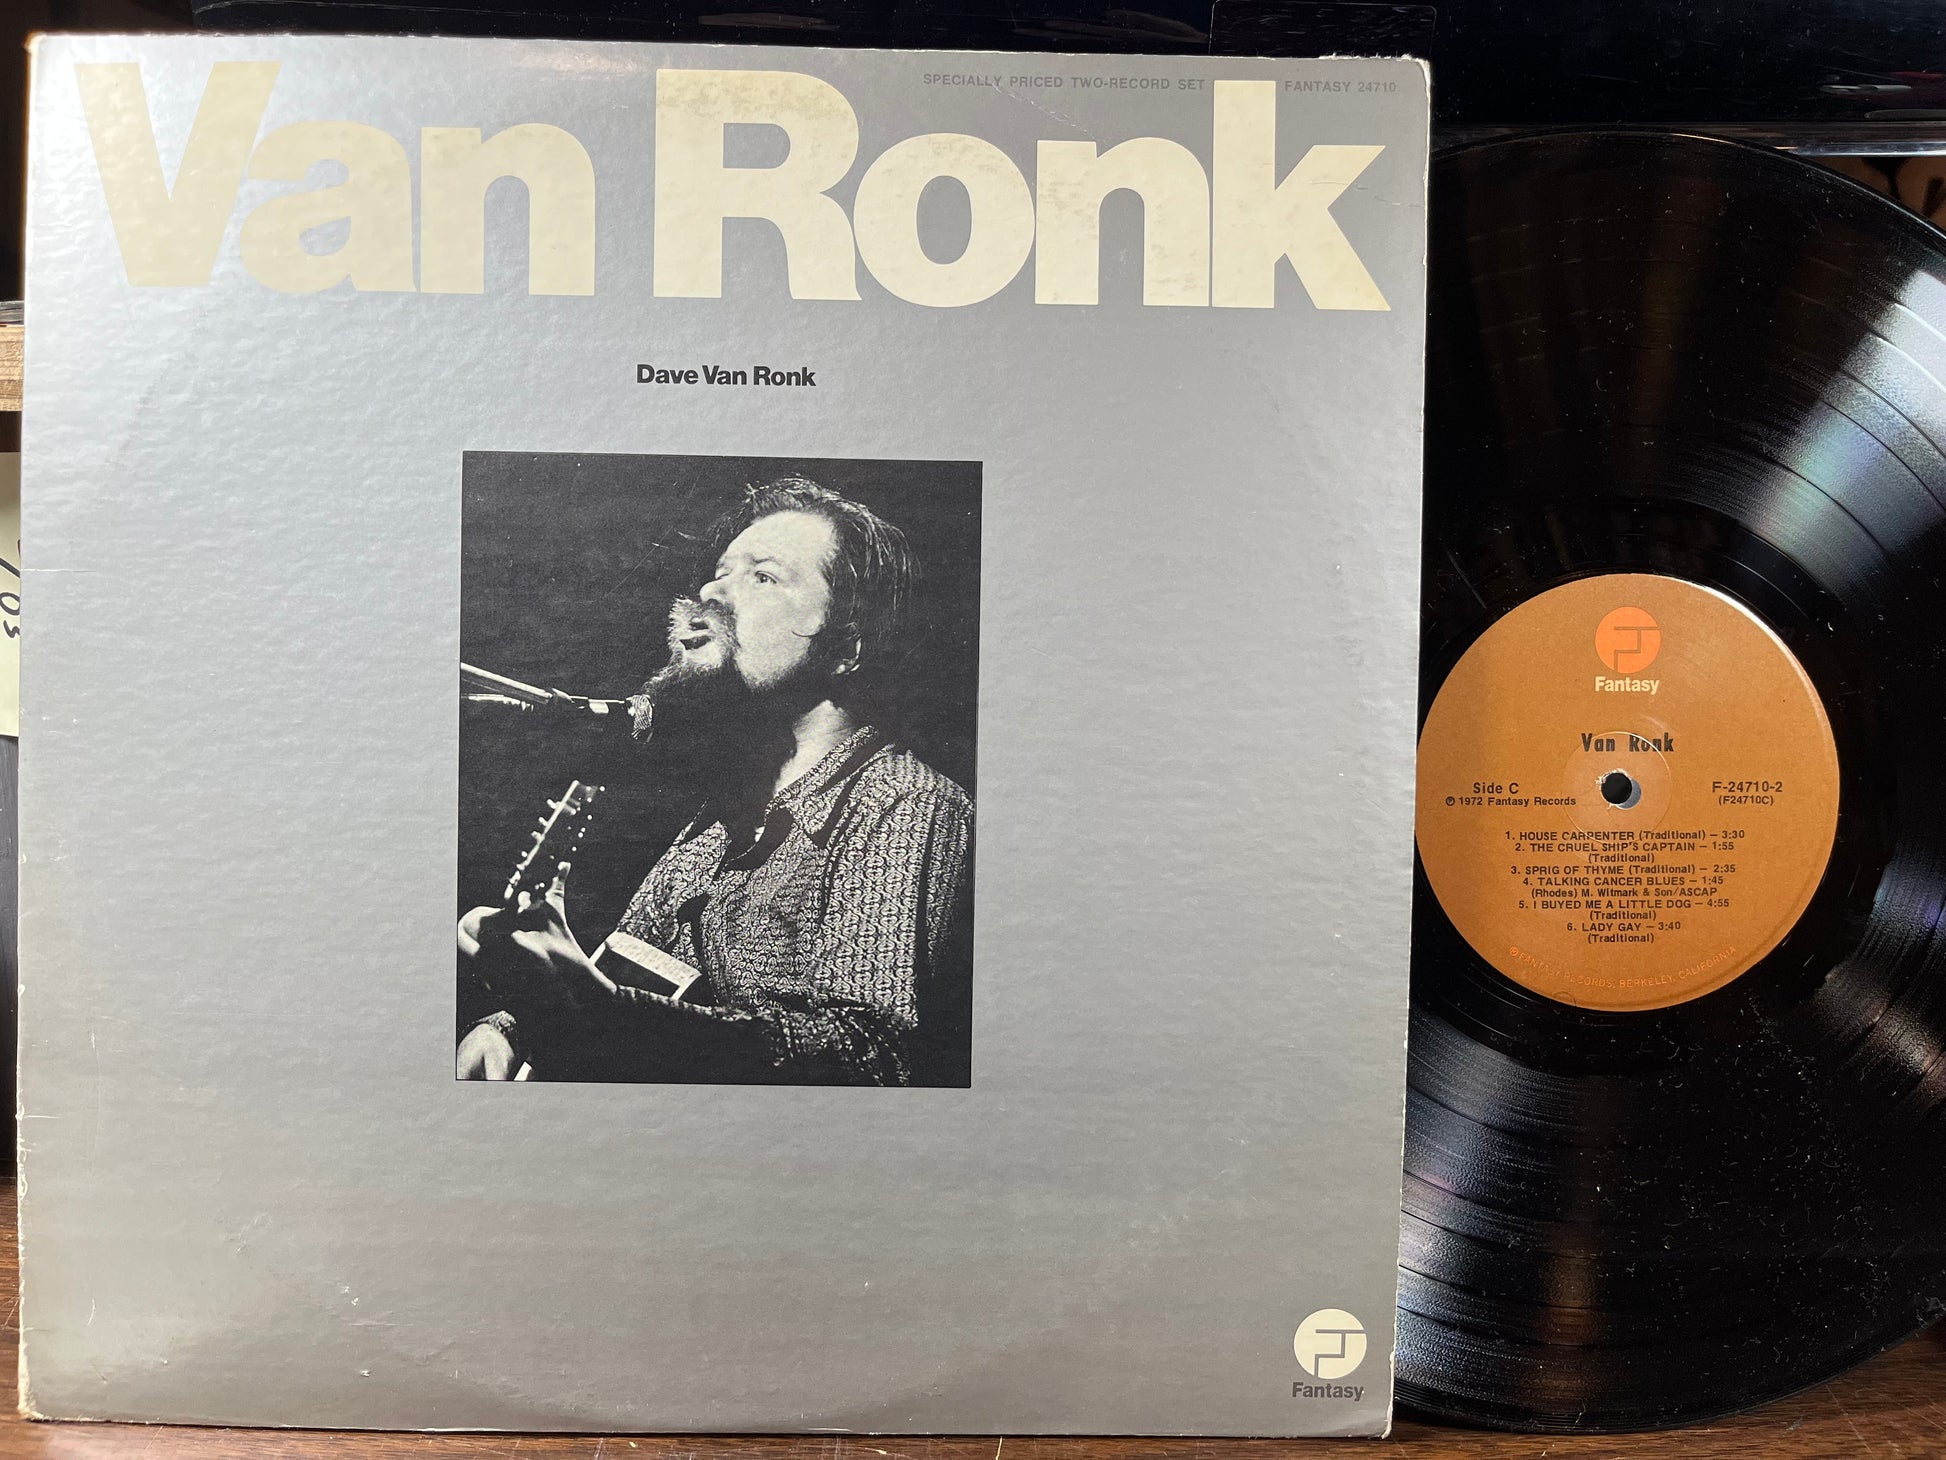 SPECIALLY PRICED TWO-RECORD SET
FANTASY 24710
Van Ronk
Dave Van Ronk
Fantasy
Fantasy
Van Ronk
Side C
℗ 1972 Fantasy Records
F-24710-2
(F24710C)
1. HOUSE CARPENTER (Traditional) — 3:30
2. THE CRUEL SHIP'S CAPTAIN — 1:55
(Traditional)
3. SPRIG OF THYME (Traditional) — 2:35
4. TALKING CANCER BLUES — 1:45
(Rhodes) M. Witmark & Son/ASCAP
5. I BUYED ME A LITTLE DOG — 4:55
(Traditional)
6. LADY GAY — 3:40
(Traditional)
FANTASY RECORDS, BERKELEY, CALIFORNIA